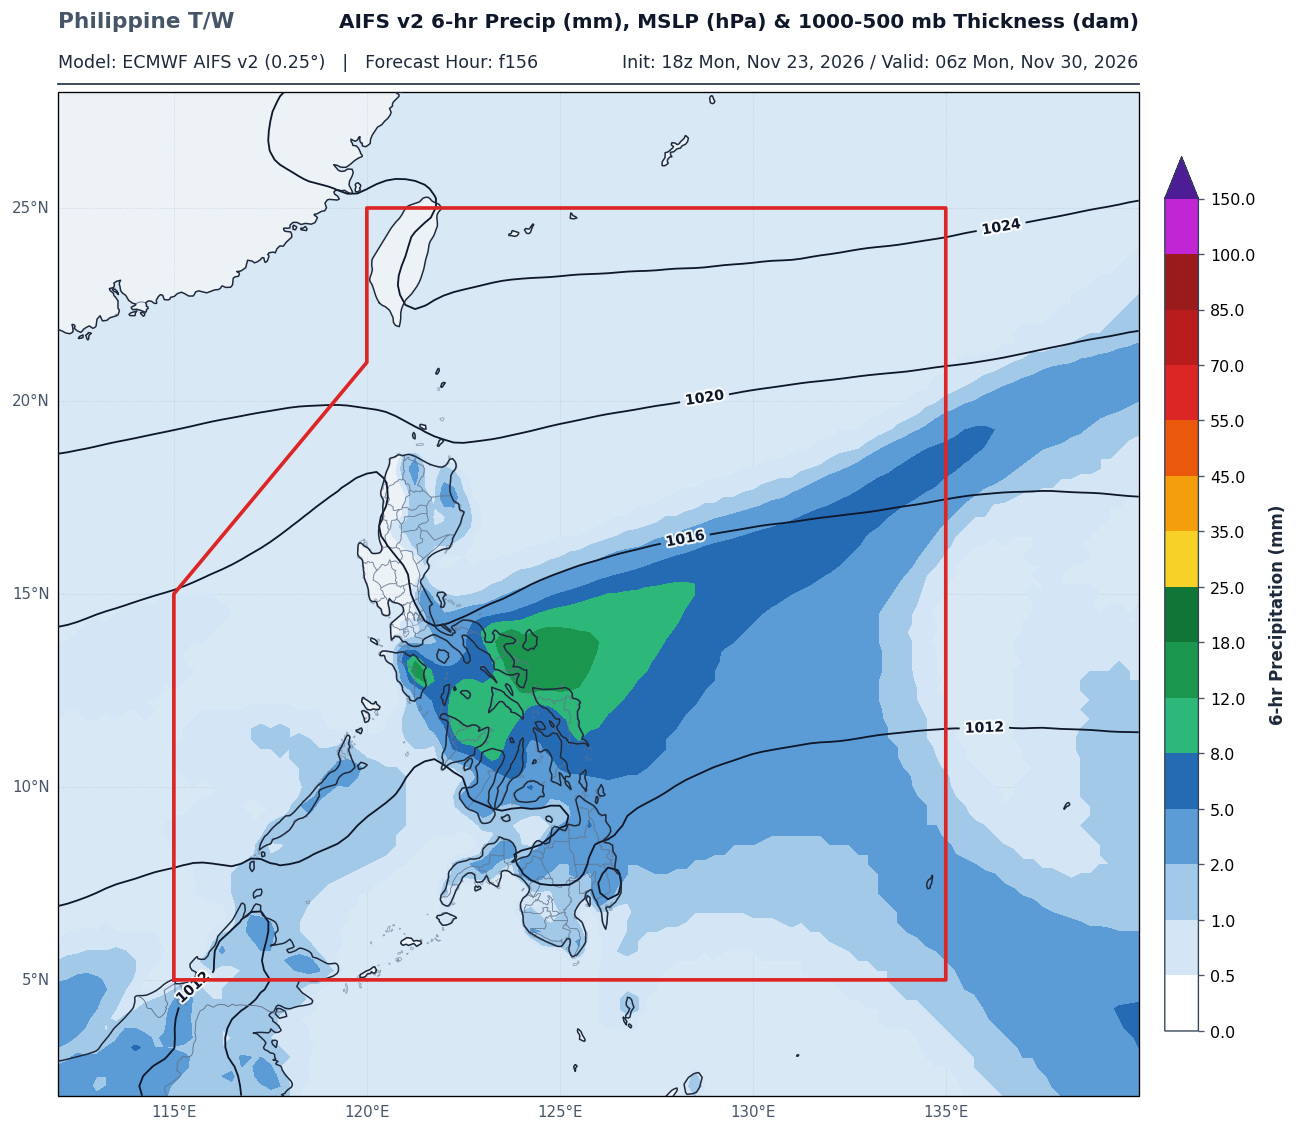 Philippine T/W
AIFS v2 6-hr Precip (mm), MSLP (hPa) & 1000-500 mb Thickness (dam)
Model: ECMWF AIFS v2 (0.25°) | Forecast Hour: f156
Init: 18z Mon, Nov 23, 2026 / Valid: 06z Mon, Nov 30, 2026
25°N
20°N
15°N
10°N
5°N
115°E
120°E
125°E
130°E
135°E
1024
1020
1016
1012
1012
150.0
100.0
85.0
70.0
55.0
45.0
35.0
25.0
18.0
12.0
8.0
5.0
2.0
1.0
0.5
0.0
6-hr Precipitation (mm)